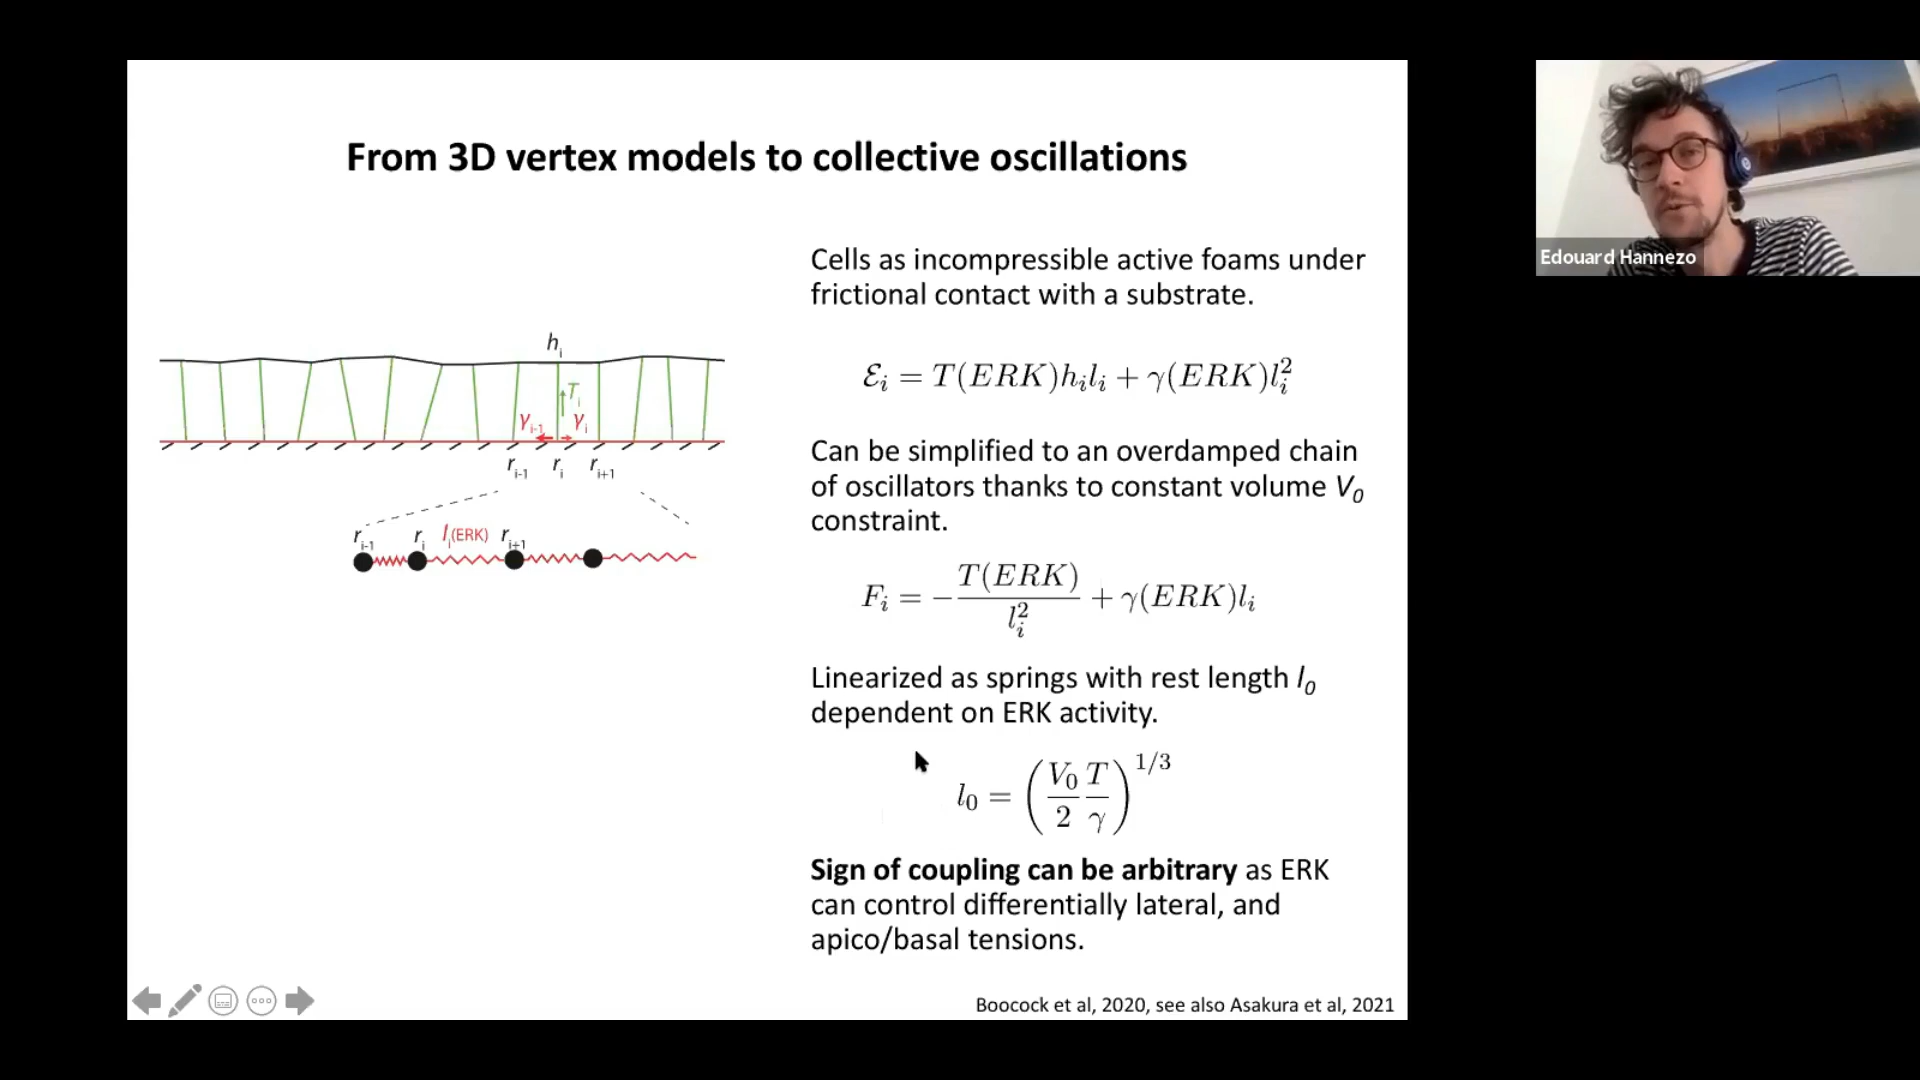 From 3D vertex models to collective oscillations
Edouard Hannezo
Cells as incompressible active foams under
frictional contact with a substrate.
h_i
T_i
γ_{i-1} γ_i
r_{i-1} r_i r_{i+1}
r_{i-1} r_i l_i(ERK) r_{i+1}
ℰ_i = T(ERK)h_i l_i + γ(ERK)l_i^2
Can be simplified to an overdamped chain
of oscillators thanks to constant volume V_0
constraint.
F_i = −T(ERK)/l_i^2 + γ(ERK)l_i
Linearized as springs with rest length l_0
dependent on ERK activity.
l_0 = (V_0/2 T/γ)^{1/3}
Sign of coupling can be arbitrary as ERK
can control differentially lateral, and
apico/basal tensions.
Boocock et al, 2020, see also Asakura et al, 2021